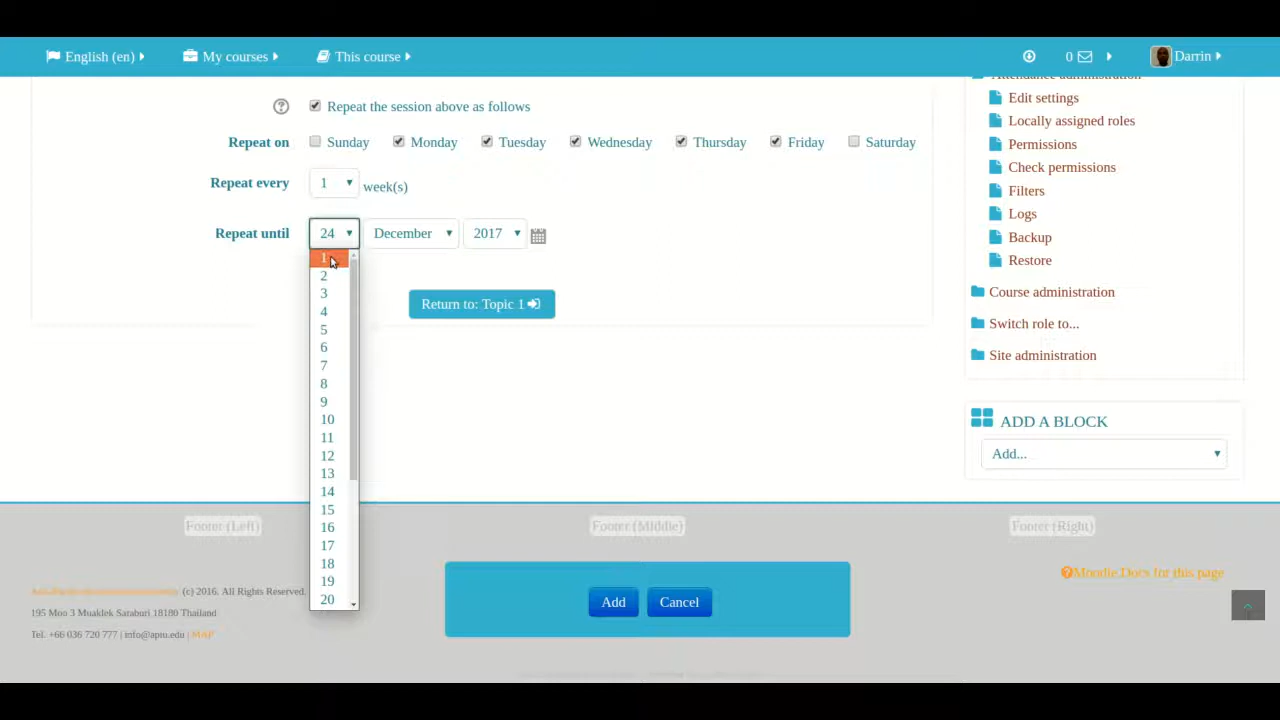 English (en) My courses This course 0 Darrin
Repeat the session above as follows
Repeat on Sunday Monday Tuesday Wednesday Thursday Friday Saturday
Repeat every 1 week(s)
Repeat until 24 December 2017
1
2
3
4
5
6
7
8
9
10
11
12
13
14
15
16
17
18
19
20
Return to: Topic 1
Attendance administration
Edit settings
Locally assigned roles
Permissions
Check permissions
Filters
Logs
Backup
Restore
Course administration
Switch role to...
Site administration
ADD A BLOCK
Add...
Footer (Left) Footer (Middle) Footer (Right)
(c) 2016. All Rights Reserved.
195 Moo 3 Muaklek Saraburi 18180 Thailand
Tel. +66 036 720 777 | info@apiu.edu | MAP
Add Cancel
Moodle Docs for this page